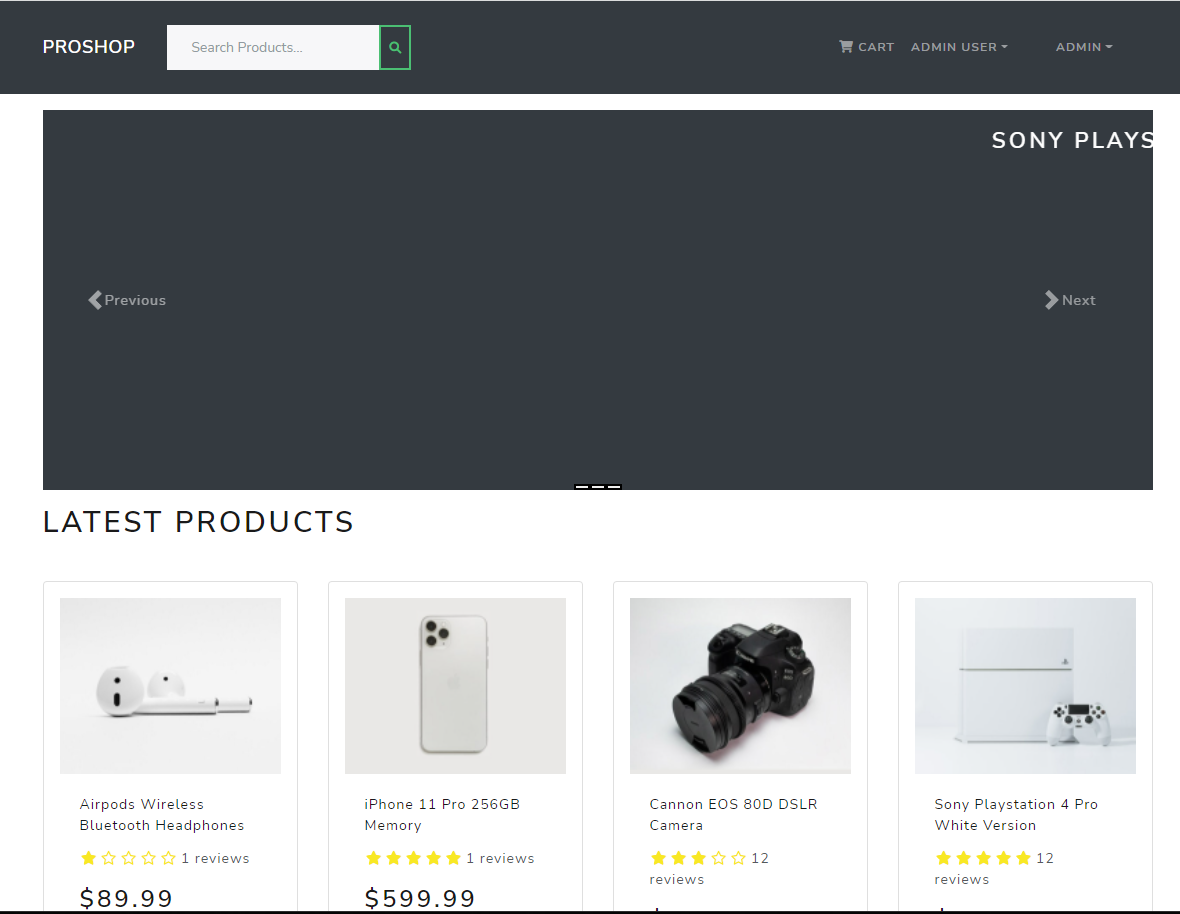 PROSHOP
Search Products...
CART
ADMIN USER
ADMIN
SONY PLAYS
Previous
Next
LATEST PRODUCTS
Airpods Wireless
Bluetooth Headphones
1 reviews
$89.99
iPhone 11 Pro 256GB
Memory
1 reviews
$599.99
Cannon EOS 80D DSLR
Camera
12
reviews
Sony Playstation 4 Pro
White Version
12
reviews